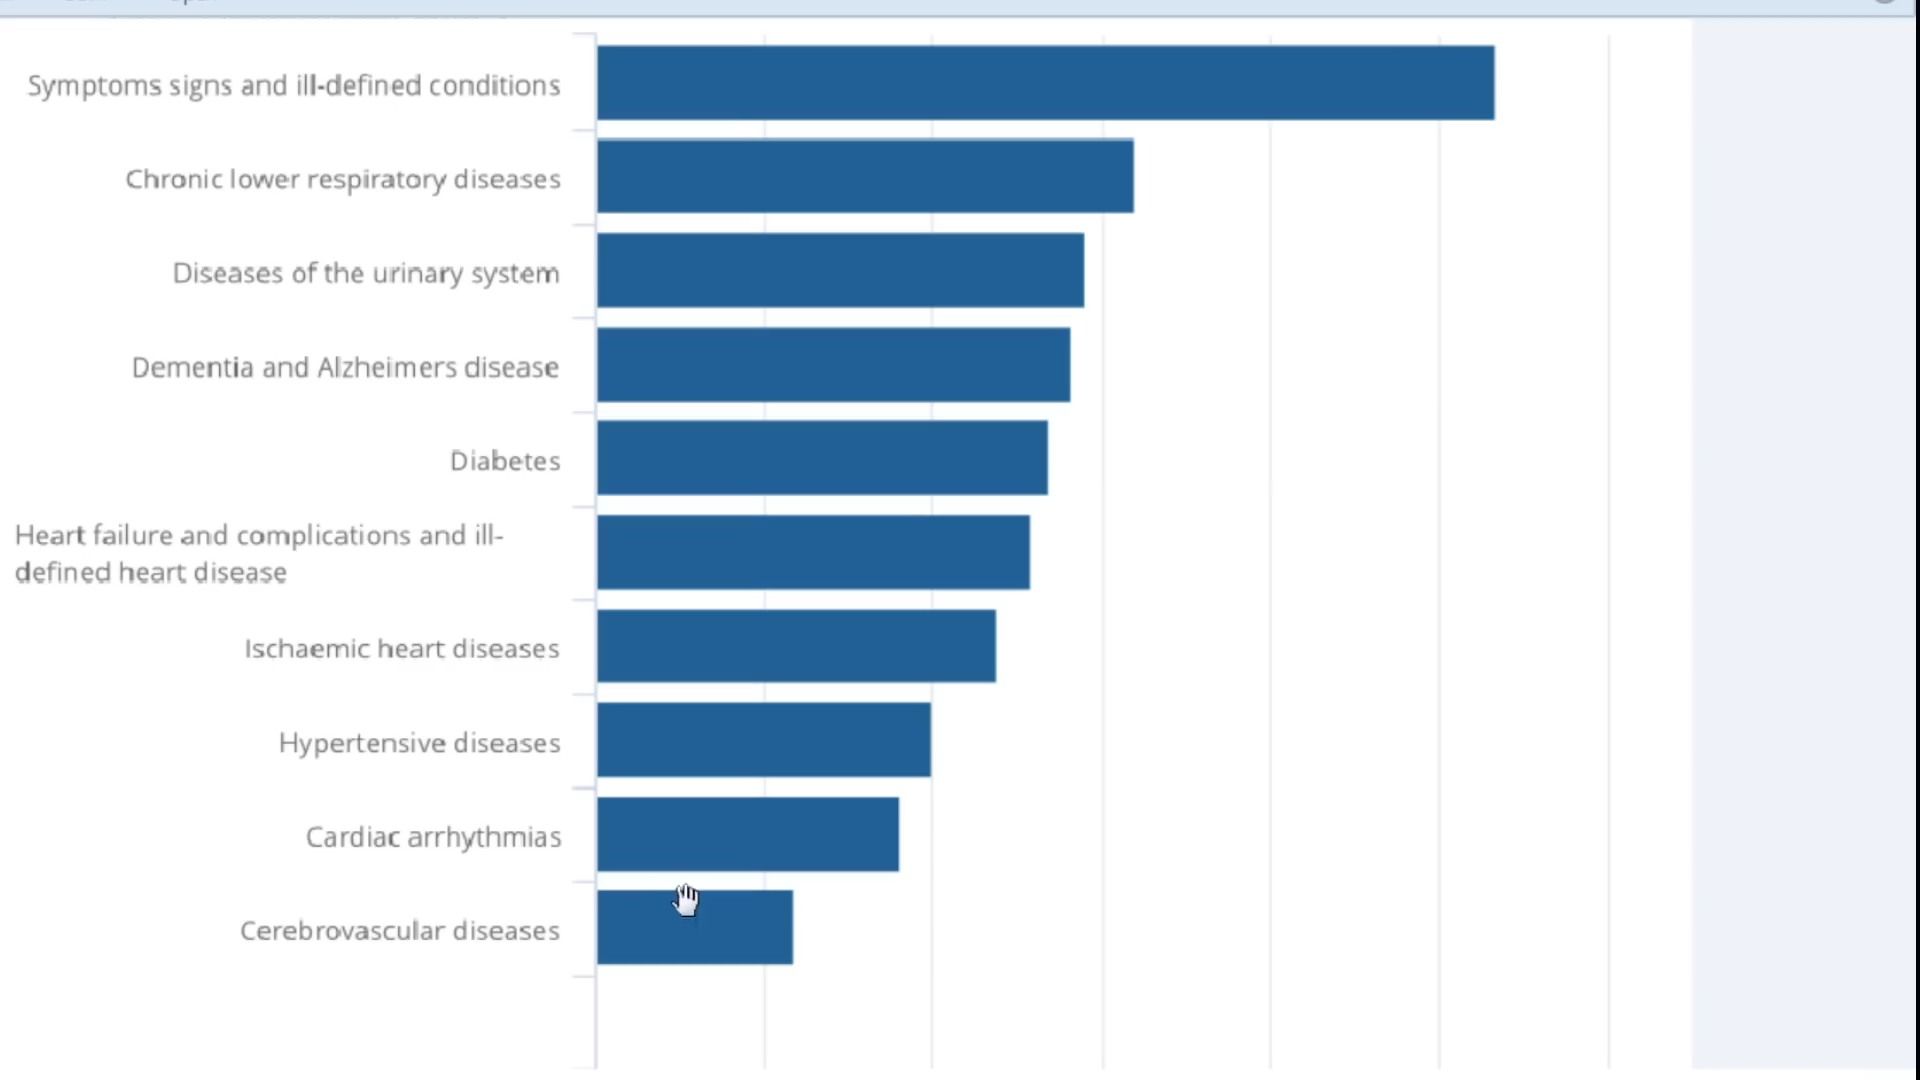 Symptoms signs and ill-defined conditions
Chronic lower respiratory diseases
Diseases of the urinary system
Dementia and Alzheimers disease
Diabetes
Heart failure and complications and ill-
defined heart disease
Ischaemic heart diseases
Hypertensive diseases
Cardiac arrhythmias
Cerebrovascular diseases